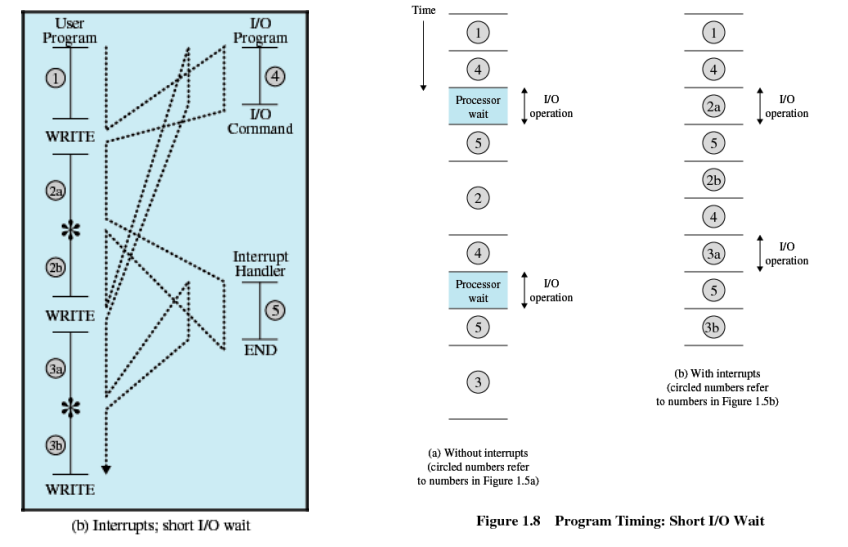 User
Program
I/O
Program
1
4
I/O
Command
WRITE
2a
2b
Interrupt
Handler
5
END
WRITE
3a
3b
WRITE
(b) Interrupts; short I/O wait
Time
1
4
Processor
wait
I/O
operation
5
2
4
Processor
wait
I/O
operation
5
3
(a) Without interrupts
(circled numbers refer
to numbers in Figure 1.5a)
1
4
2a
I/O
operation
5
2b
4
3a
I/O
operation
5
3b
(b) With interrupts
(circled numbers refer
to numbers in Figure 1.5b)
Figure 1.8 Program Timing: Short I/O Wait